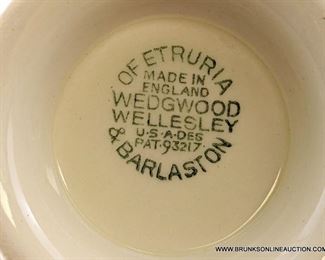 OF ETRURIA
MADE IN
ENGLAND
WEDGWOOD
WELLESLEY
U·S·A·DES
PAT·93217·
& BARLASTON
WWW.BRUNKSONLINEAUCTION.COM